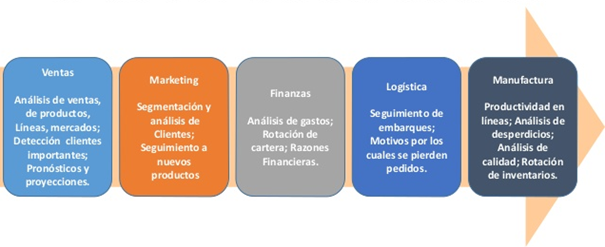 Ventas
Análisis de ventas,
de productos,
Líneas, mercados;
Detección clientes
importantes;
Pronósticos y
proyecciones.
Marketing
Segmentación y
análisis de
Clientes;
Seguimiento a
nuevos
productos
Finanzas
Análisis de gastos;
Rotación de
cartera; Razones
Financieras.
Logística
Seguimiento de
embarques;
Motivos por los
cuales se pierden
pedidos.
Manufactura
Productividad en
líneas; Análisis de
desperdicios;
Análisis de
calidad; Rotación
de inventarios.